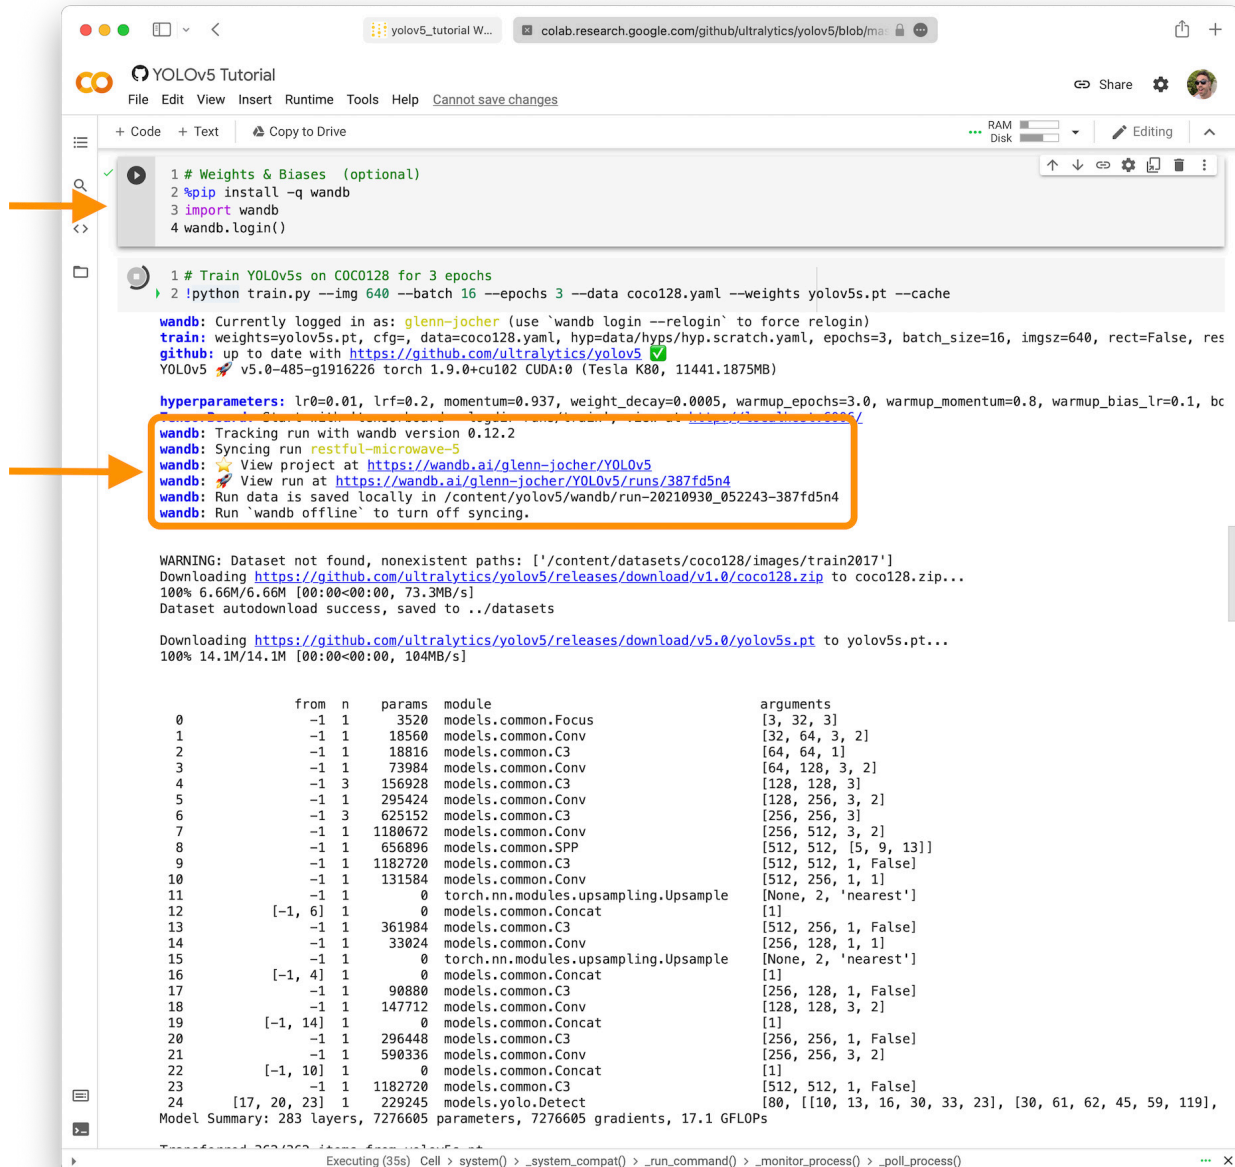 yolov5_tutorial W...
colab.research.google.com/github/ultralytics/yolov5/blob/mas
YOLOv5 Tutorial
Share
File Edit View Insert Runtime Tools Help Cannot save changes
+ Code + Text Copy to Drive
RAM
Disk
Editing
1 # Weights & Biases (optional)
2 %pip install -q wandb
3 import wandb
4 wandb.login()
1 # Train YOLOv5s on COCO128 for 3 epochs
2 !python train.py --img 640 --batch 16 --epochs 3 --data coco128.yaml --weights yolov5s.pt --cache
wandb: Currently logged in as: glenn-jocher (use `wandb login --relogin` to force relogin)
train: weights=yolov5s.pt, cfg=, data=coco128.yaml, hyp=data/hyps/hyp.scratch.yaml, epochs=3, batch_size=16, imgsz=640, rect=False, res
github: up to date with https://github.com/ultralytics/yolov5 ✅
YOLOv5 🚀 v5.0-485-g1916226 torch 1.9.0+cu102 CUDA:0 (Tesla K80, 11441.1875MB)
hyperparameters: lr0=0.01, lrf=0.2, momentum=0.937, weight_decay=0.0005, warmup_epochs=3.0, warmup_momentum=0.8, warmup_bias_lr=0.1, bo
wandb: Tracking run with wandb version 0.12.2
wandb: Syncing run restful-microwave-5
wandb: ⭐ View project at https://wandb.ai/glenn-jocher/YOLOv5
wandb: 🚀 View run at https://wandb.ai/glenn-jocher/YOLOv5/runs/387fd5n4
wandb: Run data is saved locally in /content/yolov5/wandb/run-20210930_052243-387fd5n4
wandb: Run `wandb offline` to turn off syncing.
WARNING: Dataset not found, nonexistent paths: ['/content/datasets/coco128/images/train2017']
Downloading https://github.com/ultralytics/yolov5/releases/download/v1.0/coco128.zip to coco128.zip...
100% 6.66M/6.66M [00:00<00:00, 73.3MB/s]
Dataset autodownload success, saved to ../datasets
Downloading https://github.com/ultralytics/yolov5/releases/download/v5.0/yolov5s.pt to yolov5s.pt...
100% 14.1M/14.1M [00:00<00:00, 104MB/s]
from n params module arguments
0 -1 1 3520 models.common.Focus [3, 32, 3]
1 -1 1 18560 models.common.Conv [32, 64, 3, 2]
2 -1 1 18816 models.common.C3 [64, 64, 1]
3 -1 1 73984 models.common.Conv [64, 128, 3, 2]
4 -1 3 156928 models.common.C3 [128, 128, 3]
5 -1 1 295424 models.common.Conv [128, 256, 3, 2]
6 -1 3 625152 models.common.C3 [256, 256, 3]
7 -1 1 1180672 models.common.Conv [256, 512, 3, 2]
8 -1 1 656896 models.common.SPP [512, 512, [5, 9, 13]]
9 -1 1 1182720 models.common.C3 [512, 512, 1, False]
10 -1 1 131584 models.common.Conv [512, 256, 1, 1]
11 -1 1 0 torch.nn.modules.upsampling.Upsample [None, 2, 'nearest']
12 [-1, 6] 1 0 models.common.Concat [1]
13 -1 1 361984 models.common.C3 [512, 256, 1, False]
14 -1 1 33024 models.common.Conv [256, 128, 1, 1]
15 -1 1 0 torch.nn.modules.upsampling.Upsample [None, 2, 'nearest']
16 [-1, 4] 1 0 models.common.Concat [1]
17 -1 1 90880 models.common.C3 [256, 128, 1, False]
18 -1 1 147712 models.common.Conv [128, 128, 3, 2]
19 [-1, 14] 1 0 models.common.Concat [1]
20 -1 1 296448 models.common.C3 [256, 256, 1, False]
21 -1 1 590336 models.common.Conv [256, 256, 3, 2]
22 [-1, 10] 1 0 models.common.Concat [1]
23 -1 1 1182720 models.common.C3 [512, 512, 1, False]
24 [17, 20, 23] 1 229245 models.yolo.Detect [80, [[10, 13, 16, 30, 33, 23], [30, 61, 62, 45, 59, 119],
Model Summary: 283 layers, 7276605 parameters, 7276605 gradients, 17.1 GFLOPs
Executing (35s) Cell > system() > _system_compat() > _run_command() > _monitor_process() > _poll_process()